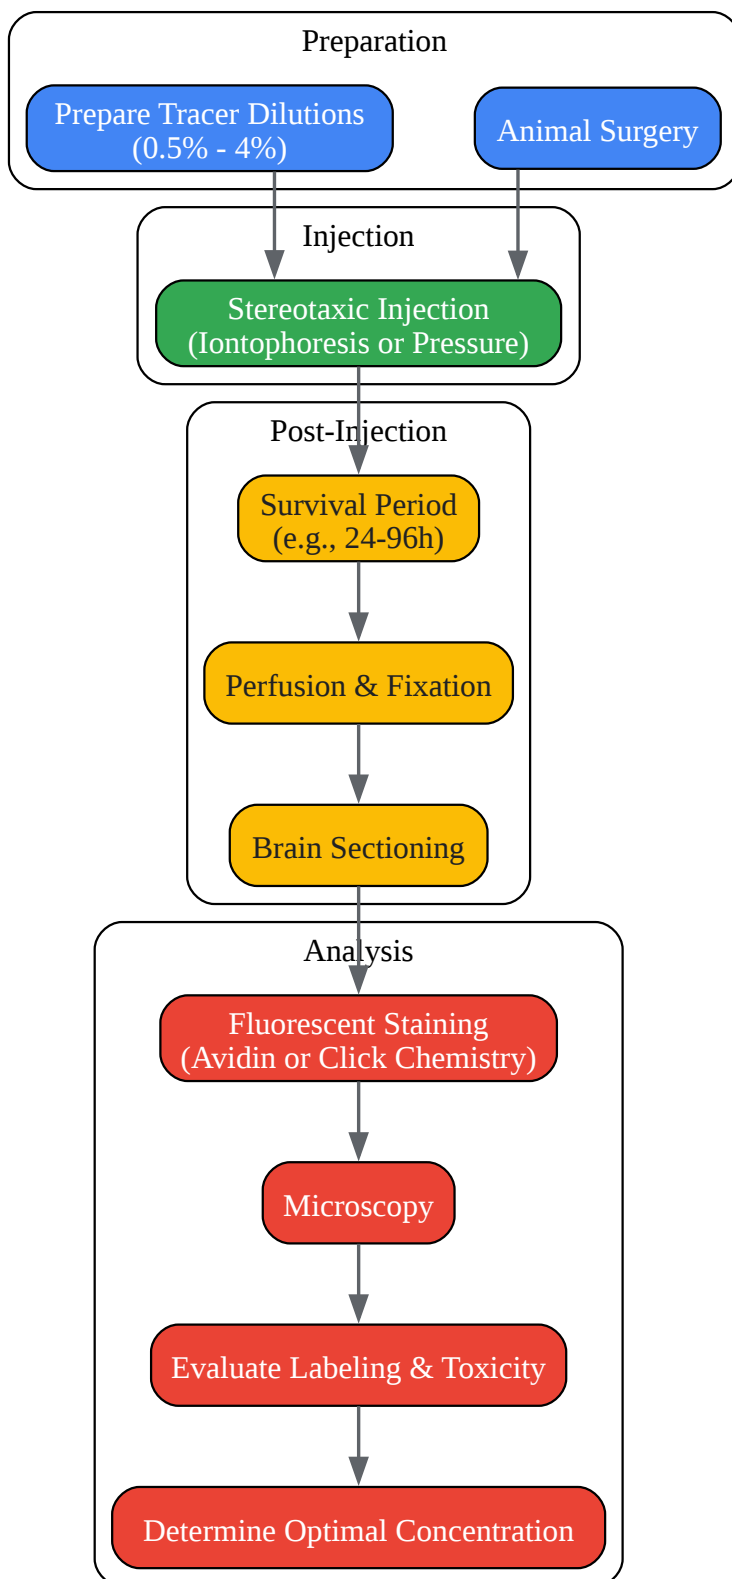 Preparation
Prepare Tracer Dilutions
(0.5% - 4%)
Animal Surgery
Injection
Stereotaxic Injection
(Iontophoresis or Pressure)
Post-Injection
Survival Period
(e.g., 24-96h)
Perfusion & Fixation
Brain Sectioning
Analysis
Fluorescent Staining
(Avidin or Click Chemistry)
Microscopy
Evaluate Labeling & Toxicity
Determine Optimal Concentration